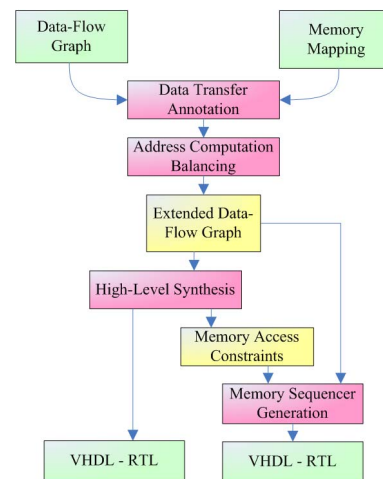 Data-Flow
Graph
Memory
Mapping
Data Transfer
Annotation
Address Computation
Balancing
Extended Data-
Flow Graph
High-Level Synthesis
Memory Access
Constraints
Memory Sequencer
Generation
VHDL - RTL
VHDL - RTL